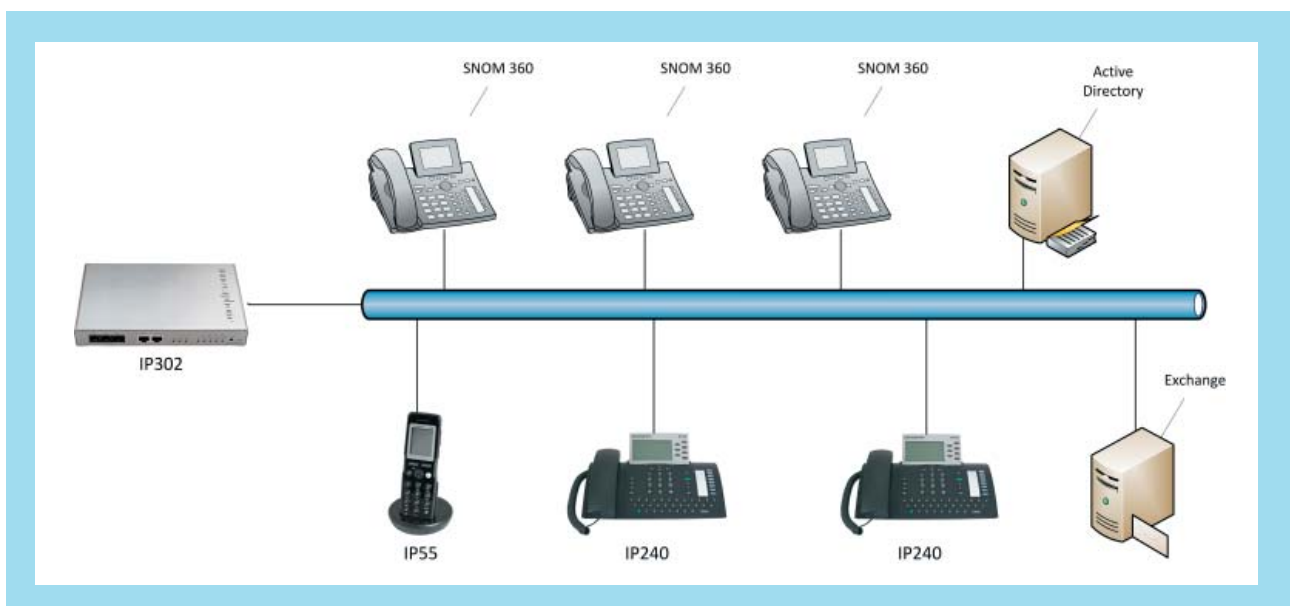 SNOM 360
SNOM 360
SNOM 360
Active
Directory
IP302
Exchange
IP55
IP240
IP240